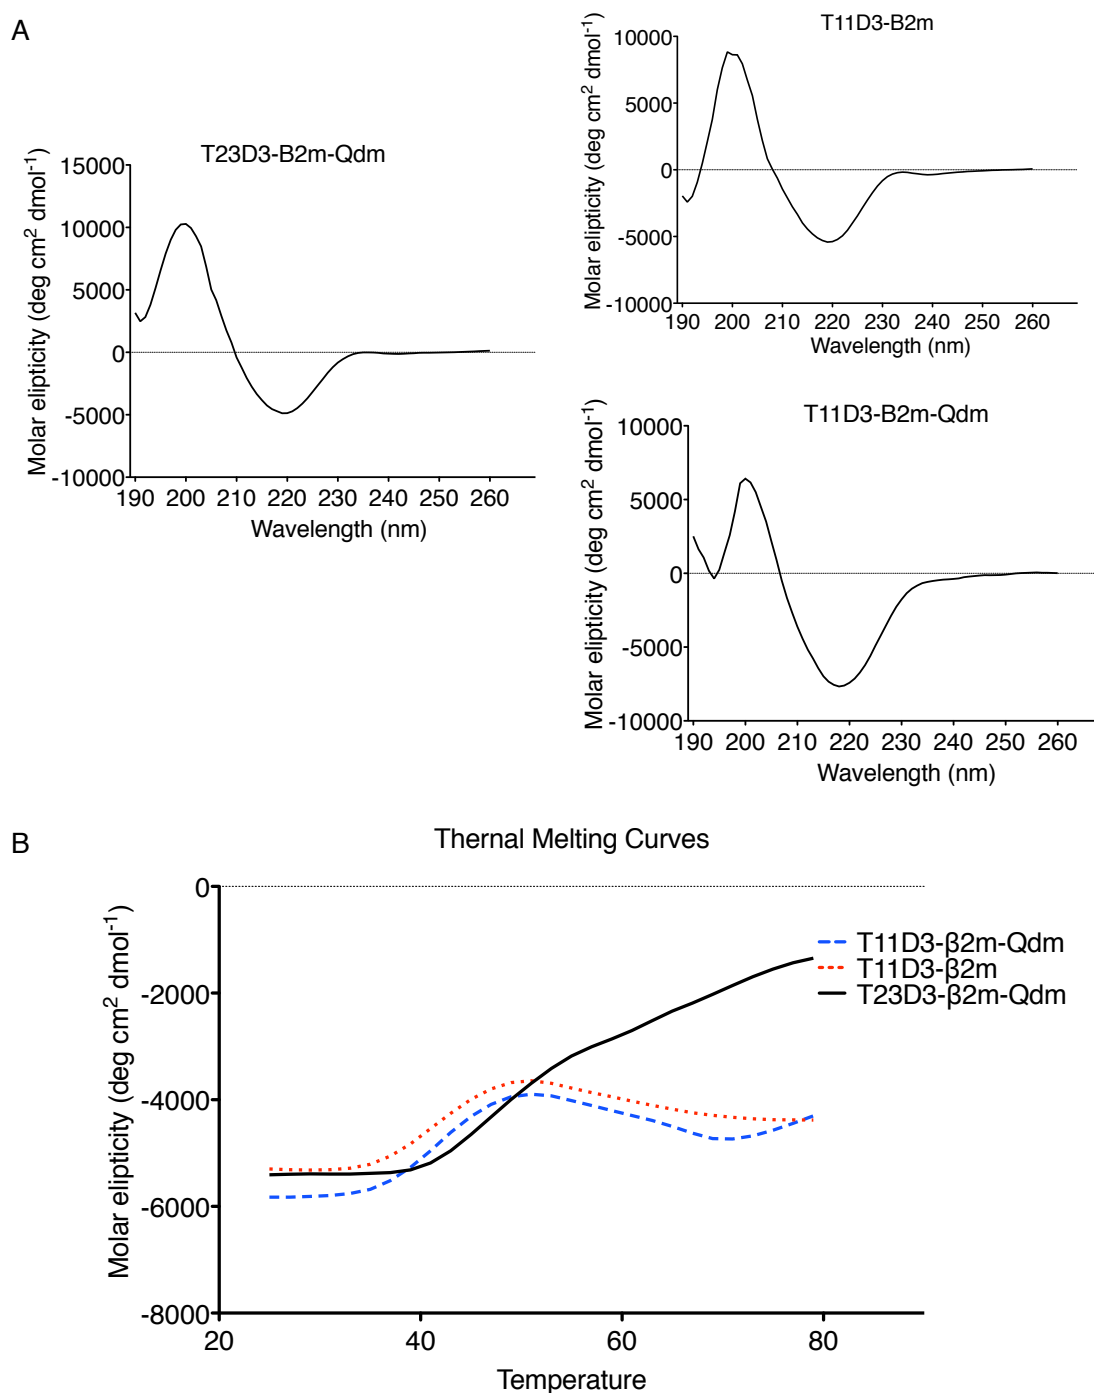 A
T23D3-B2m-Qdm
Molar elipticity (deg cm² dmol⁻¹)
15000
10000
5000
0
-5000
-10000
190 200 210 220 230 240 250 260
Wavelength (nm)
T11D3-B2m
Molar elipticity (deg cm² dmol⁻¹)
10000
5000
0
-5000
-10000
190 200 210 220 230 240 250 260
Wavelength (nm)
T11D3-B2m-Qdm
Molar elipticity (deg cm² dmol⁻¹)
10000
5000
0
-5000
-10000
190 200 210 220 230 240 250 260
Wavelength (nm)
B
Thernal Melting Curves
Molar elipticity (deg cm² dmol⁻¹)
0
-2000
-4000
-6000
-8000
20 40 60 80
Temperature
T11D3-β2m-Qdm
T11D3-β2m
T23D3-β2m-Qdm